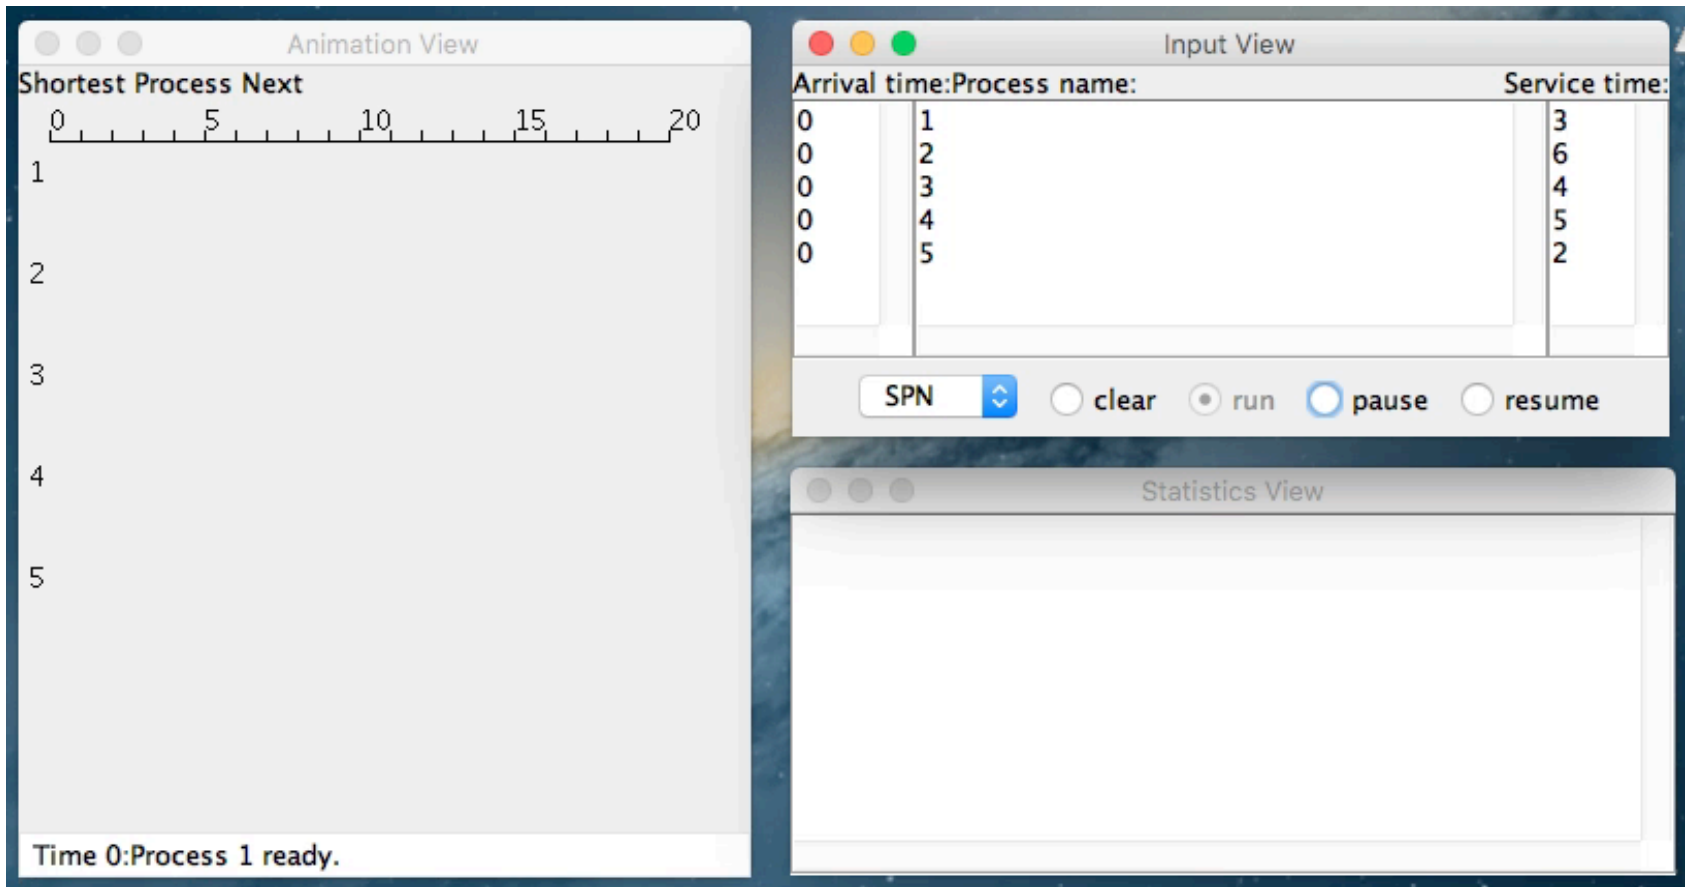 Animation View
Shortest Process Next
0 5 10 15 20
1
2
3
4
5
Time 0:Process 1 ready.
Input View
Arrival time:Process name: Service time:
0 1 3
0 2 6
0 3 4
0 4 5
0 5 2
SPN clear run pause resume
Statistics View